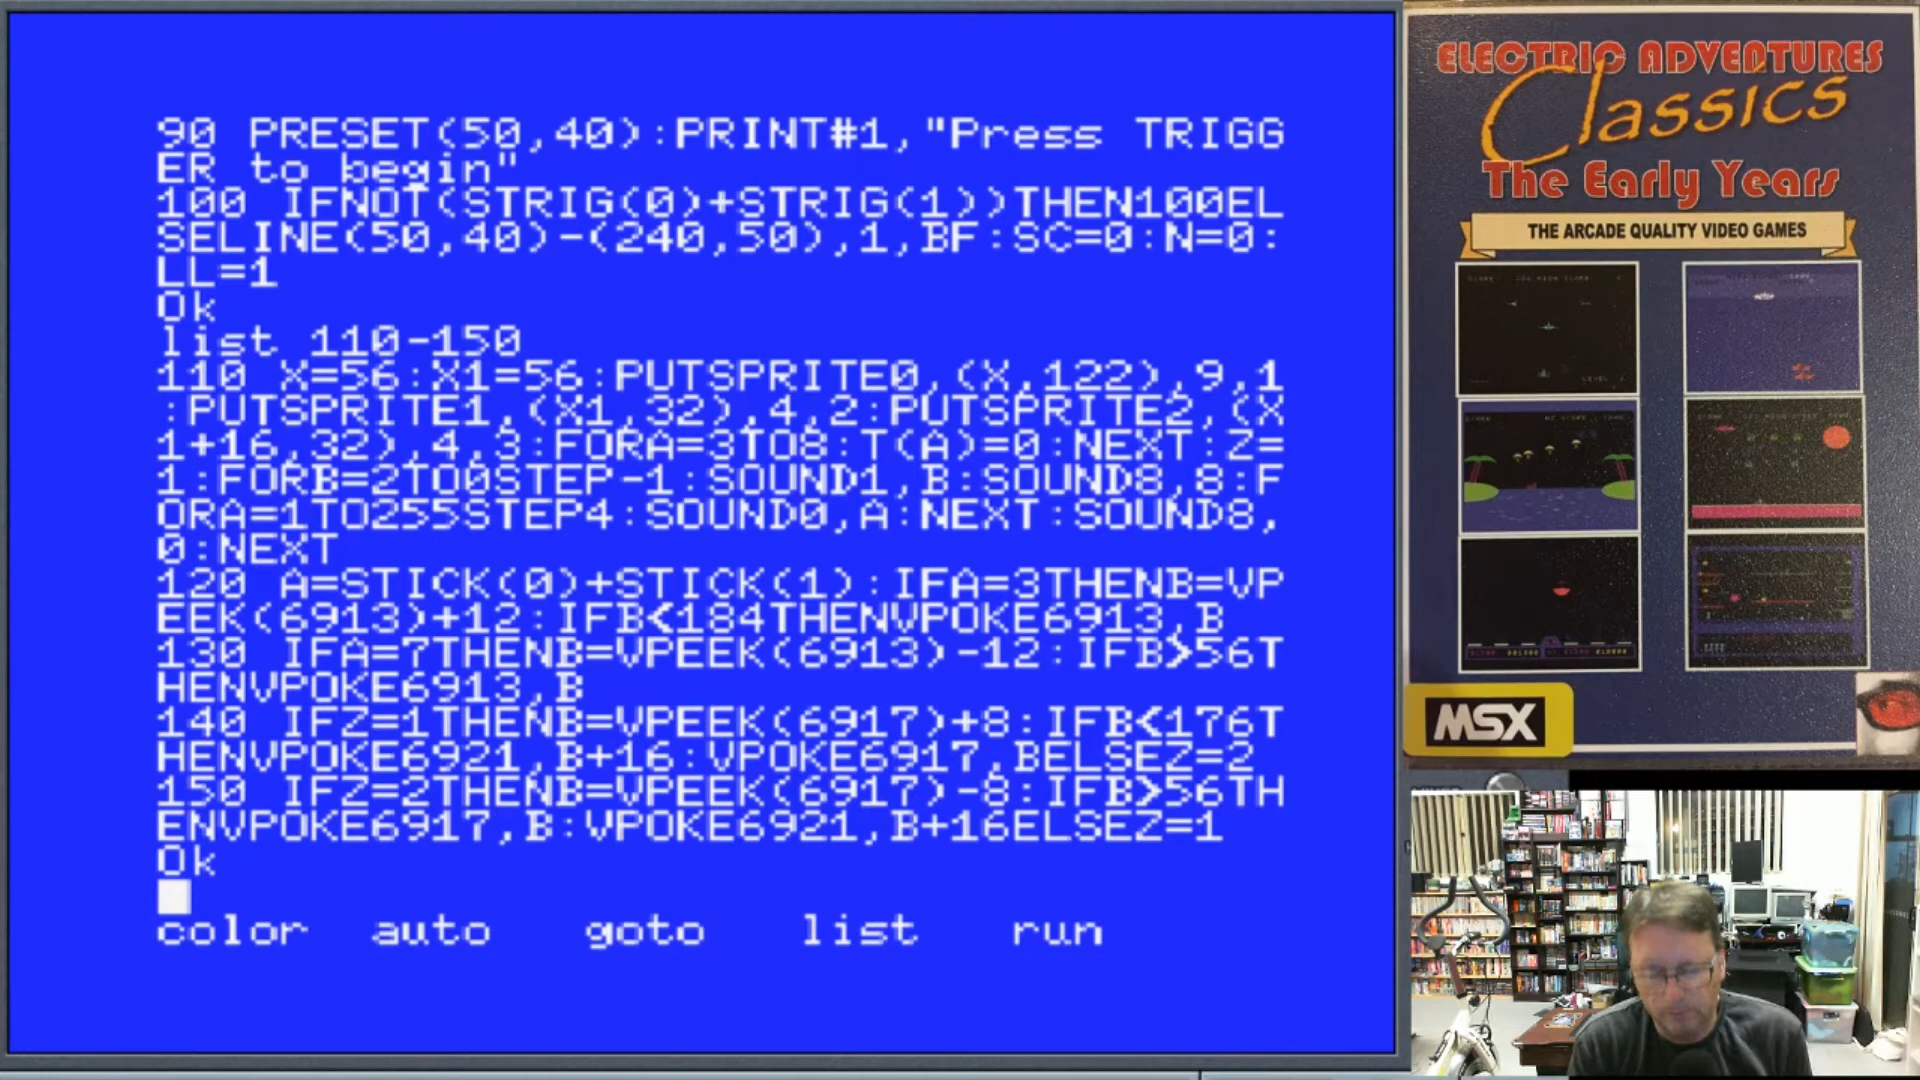 90 PRESET(50,40):PRINT#1,"Press TRIGG
ER to begin"
100 IFNOT(STRIG(0)+STRIG(1))THEN100EL
SELINE(50,40)-(240,50),1,BF:SC=0:N=0:
LL=1
Ok
list 110-150
110 X=56:X1=56:PUTSPRITE0,(X,122),9,1
:PUTSPRITE1,(X1,32),4,2:PUTSPRITE2,(X
1+16,32),4,3:FORA=3TO8:T(A)=0:NEXT:Z=
1:FORB=2TO0STEP-1:SOUND1,B:SOUND8,8:F
ORA=1TO255STEP4:SOUND0,A:NEXT:SOUND8,
0:NEXT
120 A=STICK(0)+STICK(1):IFA=3THENB=VP
EEK(6913)+12:IFB<184THENVPOKE6913,B
130 IFA=7THENB=VPEEK(6913)-12:IFB>56T
HENVPOKE6913,B
140 IFZ=1THENB=VPEEK(6917)+8:IFB<176T
HENVPOKE6921,B+16:VPOKE6917,BELSEZ=2
150 IFZ=2THENB=VPEEK(6917)-8:IFB>56TH
ENVPOKE6917,B:VPOKE6921,B+16ELSEZ=1
Ok
color auto goto list run
ELECTRIC ADVENTURES
Classics
The Early Years
THE ARCADE QUALITY VIDEO GAMES
MSX